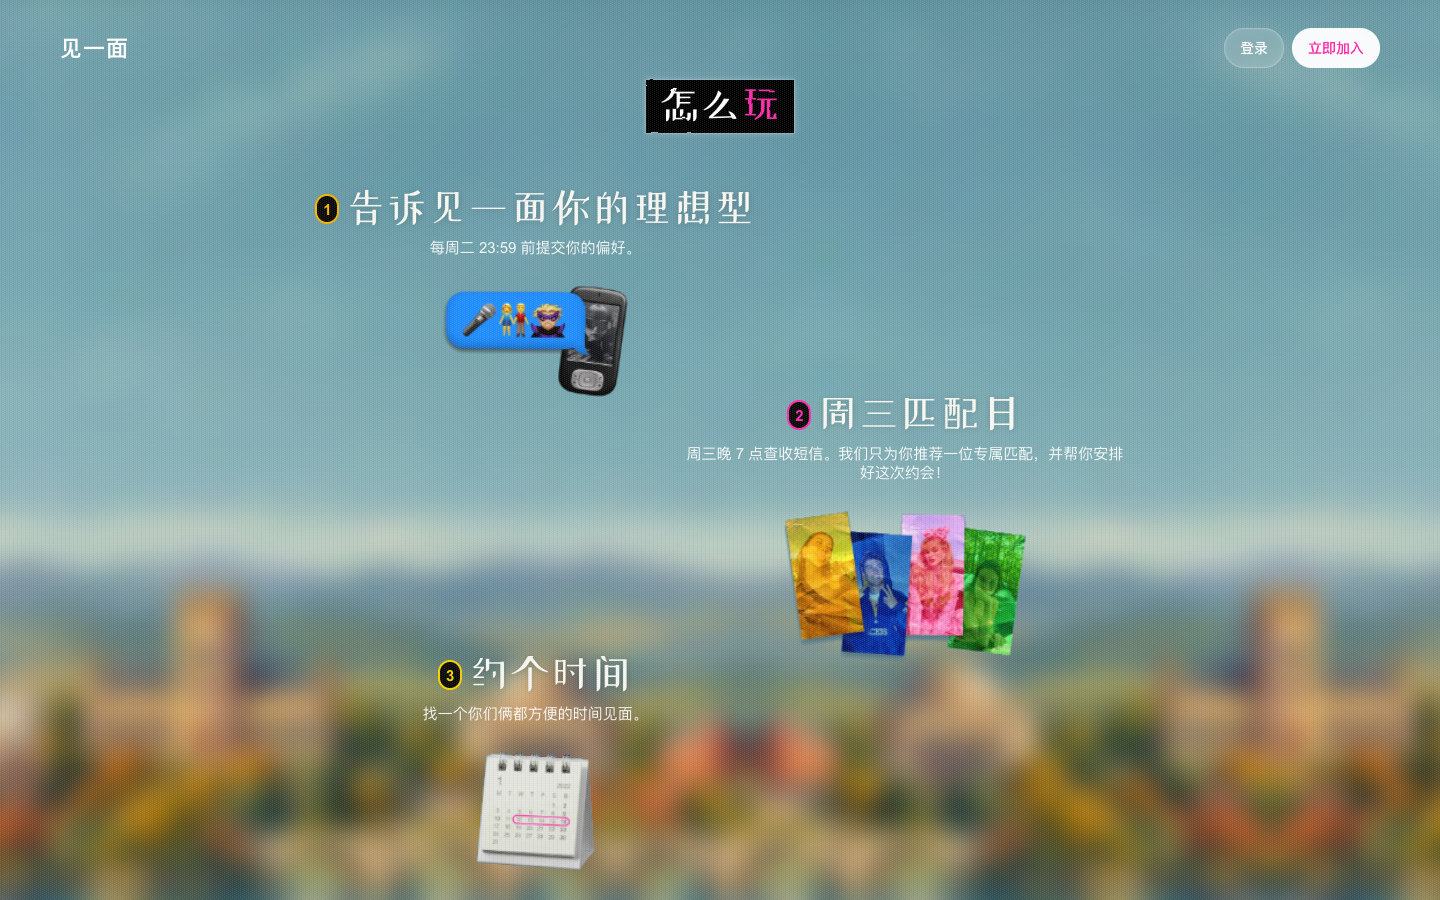 见一面
登录
立即加入
怎么玩
1 告诉见一面你的理想型
每周二 23:59 前提交你的偏好。
2 周三匹配日
周三晚 7 点查收短信。我们只为你推荐一位专属匹配，并帮你安排
好这次约会！
3 约个时间
找一个你们俩都方便的时间见面。
1
2022